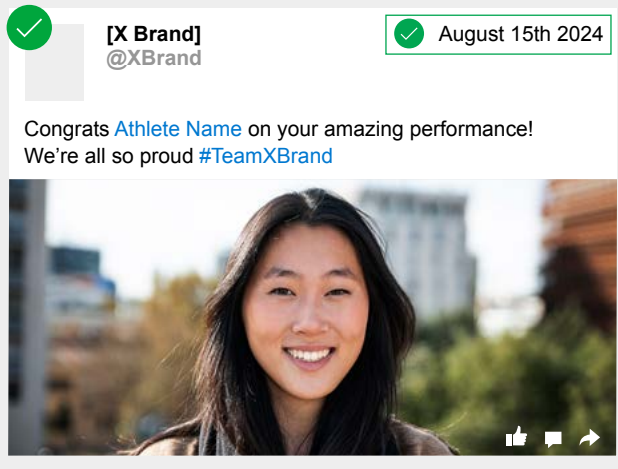 [X Brand]
@XBrand
August 15th 2024
Congrats Athlete Name on your amazing performance!
We’re all so proud #TeamXBrand